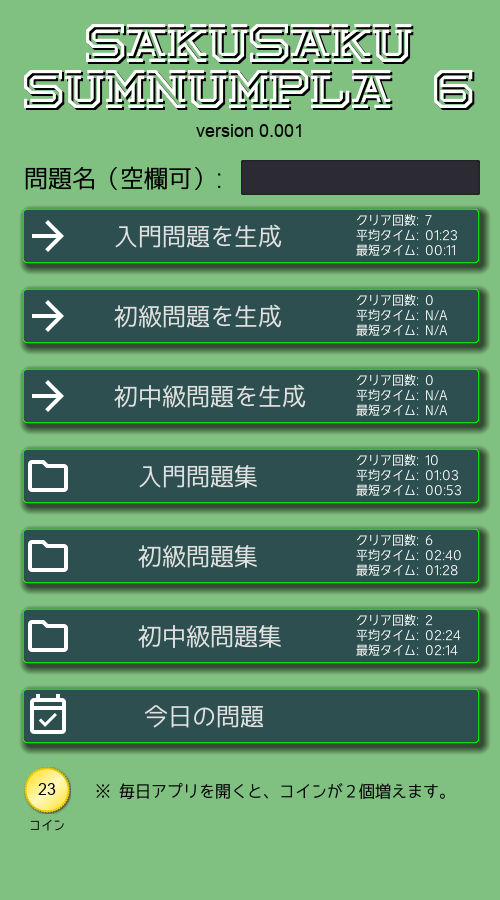 SAKUSAKU
SUMNUMPLA 6
version 0.001
問題名（空欄可）:
入門問題を生成
クリア回数: 7
平均タイム: 01:23
最短タイム: 00:11
初級問題を生成
クリア回数: 0
平均タイム: N/A
最短タイム: N/A
初中級問題を生成
クリア回数: 0
平均タイム: N/A
最短タイム: N/A
入門問題集
クリア回数: 10
平均タイム: 01:03
最短タイム: 00:53
初級問題集
クリア回数: 6
平均タイム: 02:40
最短タイム: 01:28
初中級問題集
クリア回数: 2
平均タイム: 02:24
最短タイム: 02:14
今日の問題
23
コイン
※ 毎日アプリを開くと、コインが２個増えます。